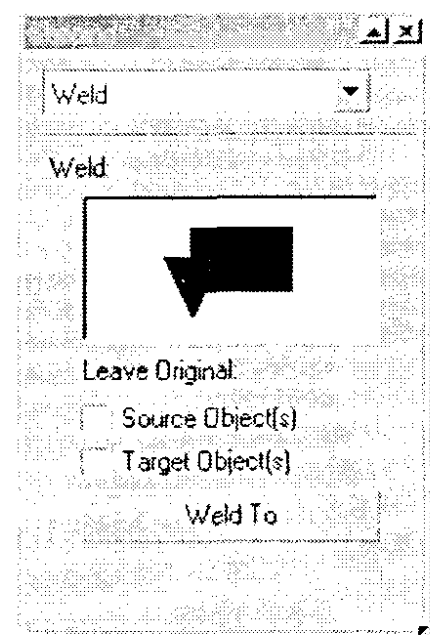 Weld
Weld:
Leave Original:
Source Object(s)
Target Object(s)
Weld To